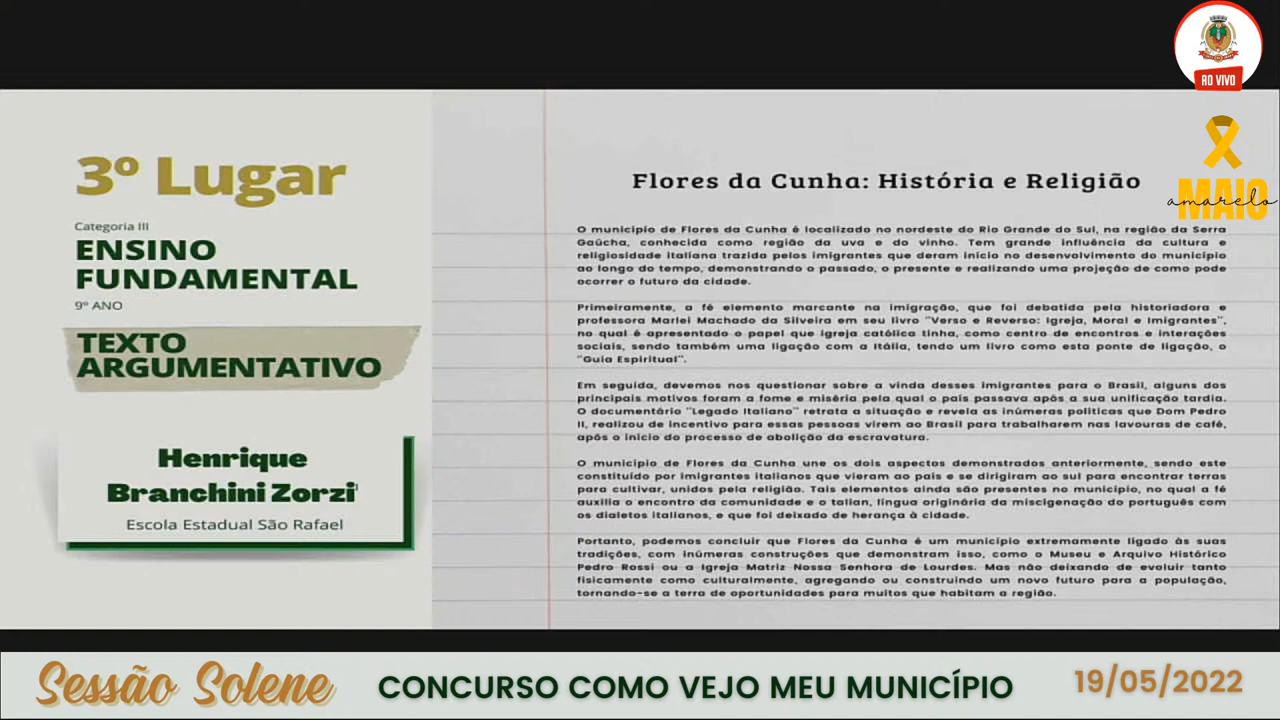 AO VIVO
MAIO
amarelo
3º Lugar
Categoria III
ENSINO
FUNDAMENTAL
9º ANO
TEXTO
ARGUMENTATIVO
Henrique
Branchini Zorzi
Escola Estadual São Rafael
Flores da Cunha: História e Religião
O município de Flores da Cunha é localizado no nordeste do Rio Grande do Sul, na região da Serra
Gaúcha, conhecida como região da uva e do vinho. Tem grande influência da cultura e
religiosidade italiana trazida pelos imigrantes que deram início no desenvolvimento do município
ao longo do tempo, demonstrando o passado, o presente e realizando uma projeção de como pode
ocorrer o futuro da cidade.
Primeiramente, a fé elemento marcante na imigração, que foi debatida pela historiadora e
professora Marlei Machado da Silveira em seu livro "Verso e Reverso: Igreja, Moral e Imigrantes",
no qual é apresentado o papel que igreja católica tinha, como centro de encontros e interações
sociais, sendo também uma ligação com a Itália, tendo um livro como esta ponte de ligação, o
"Guia Espiritual".
Em seguida, devemos nos questionar sobre a vinda desses imigrantes para o Brasil, alguns dos
principais motivos foram a fome e miséria pela qual o país passava após a sua unificação tardia.
O documentário "Legado Italiano" retrata a situação e revela as inúmeras políticas que Dom Pedro
II, realizou de incentivo para essas pessoas virem ao Brasil para trabalharem nas lavouras de café,
após o início do processo de abolição da escravatura.
O município de Flores da Cunha une os dois aspectos demonstrados anteriormente, sendo este
constituído por imigrantes italianos que vieram ao país e se dirigiram ao sul para encontrar terras
para cultivar, unidos pela religião. Tais elementos ainda são presentes no município, no qual a fé
auxilia o encontro da comunidade e o talian, língua originária da miscigenação do português com
os dialetos italianos, e que foi deixado de herança à cidade.
Portanto, podemos concluir que Flores da Cunha é um município extremamente ligado às suas
tradições, com inúmeras construções que demonstram isso, como o Museu e Arquivo Histórico
Pedro Rossi ou a Igreja Matriz Nossa Senhora de Lourdes. Mas não deixando de evoluir tanto
fisicamente como culturalmente, agregando ou construindo um novo futuro para a população,
tornando-se a terra de oportunidades para muitos que habitam a região.
Sessão Solene
CONCURSO COMO VEJO MEU MUNICÍPIO
19/05/2022